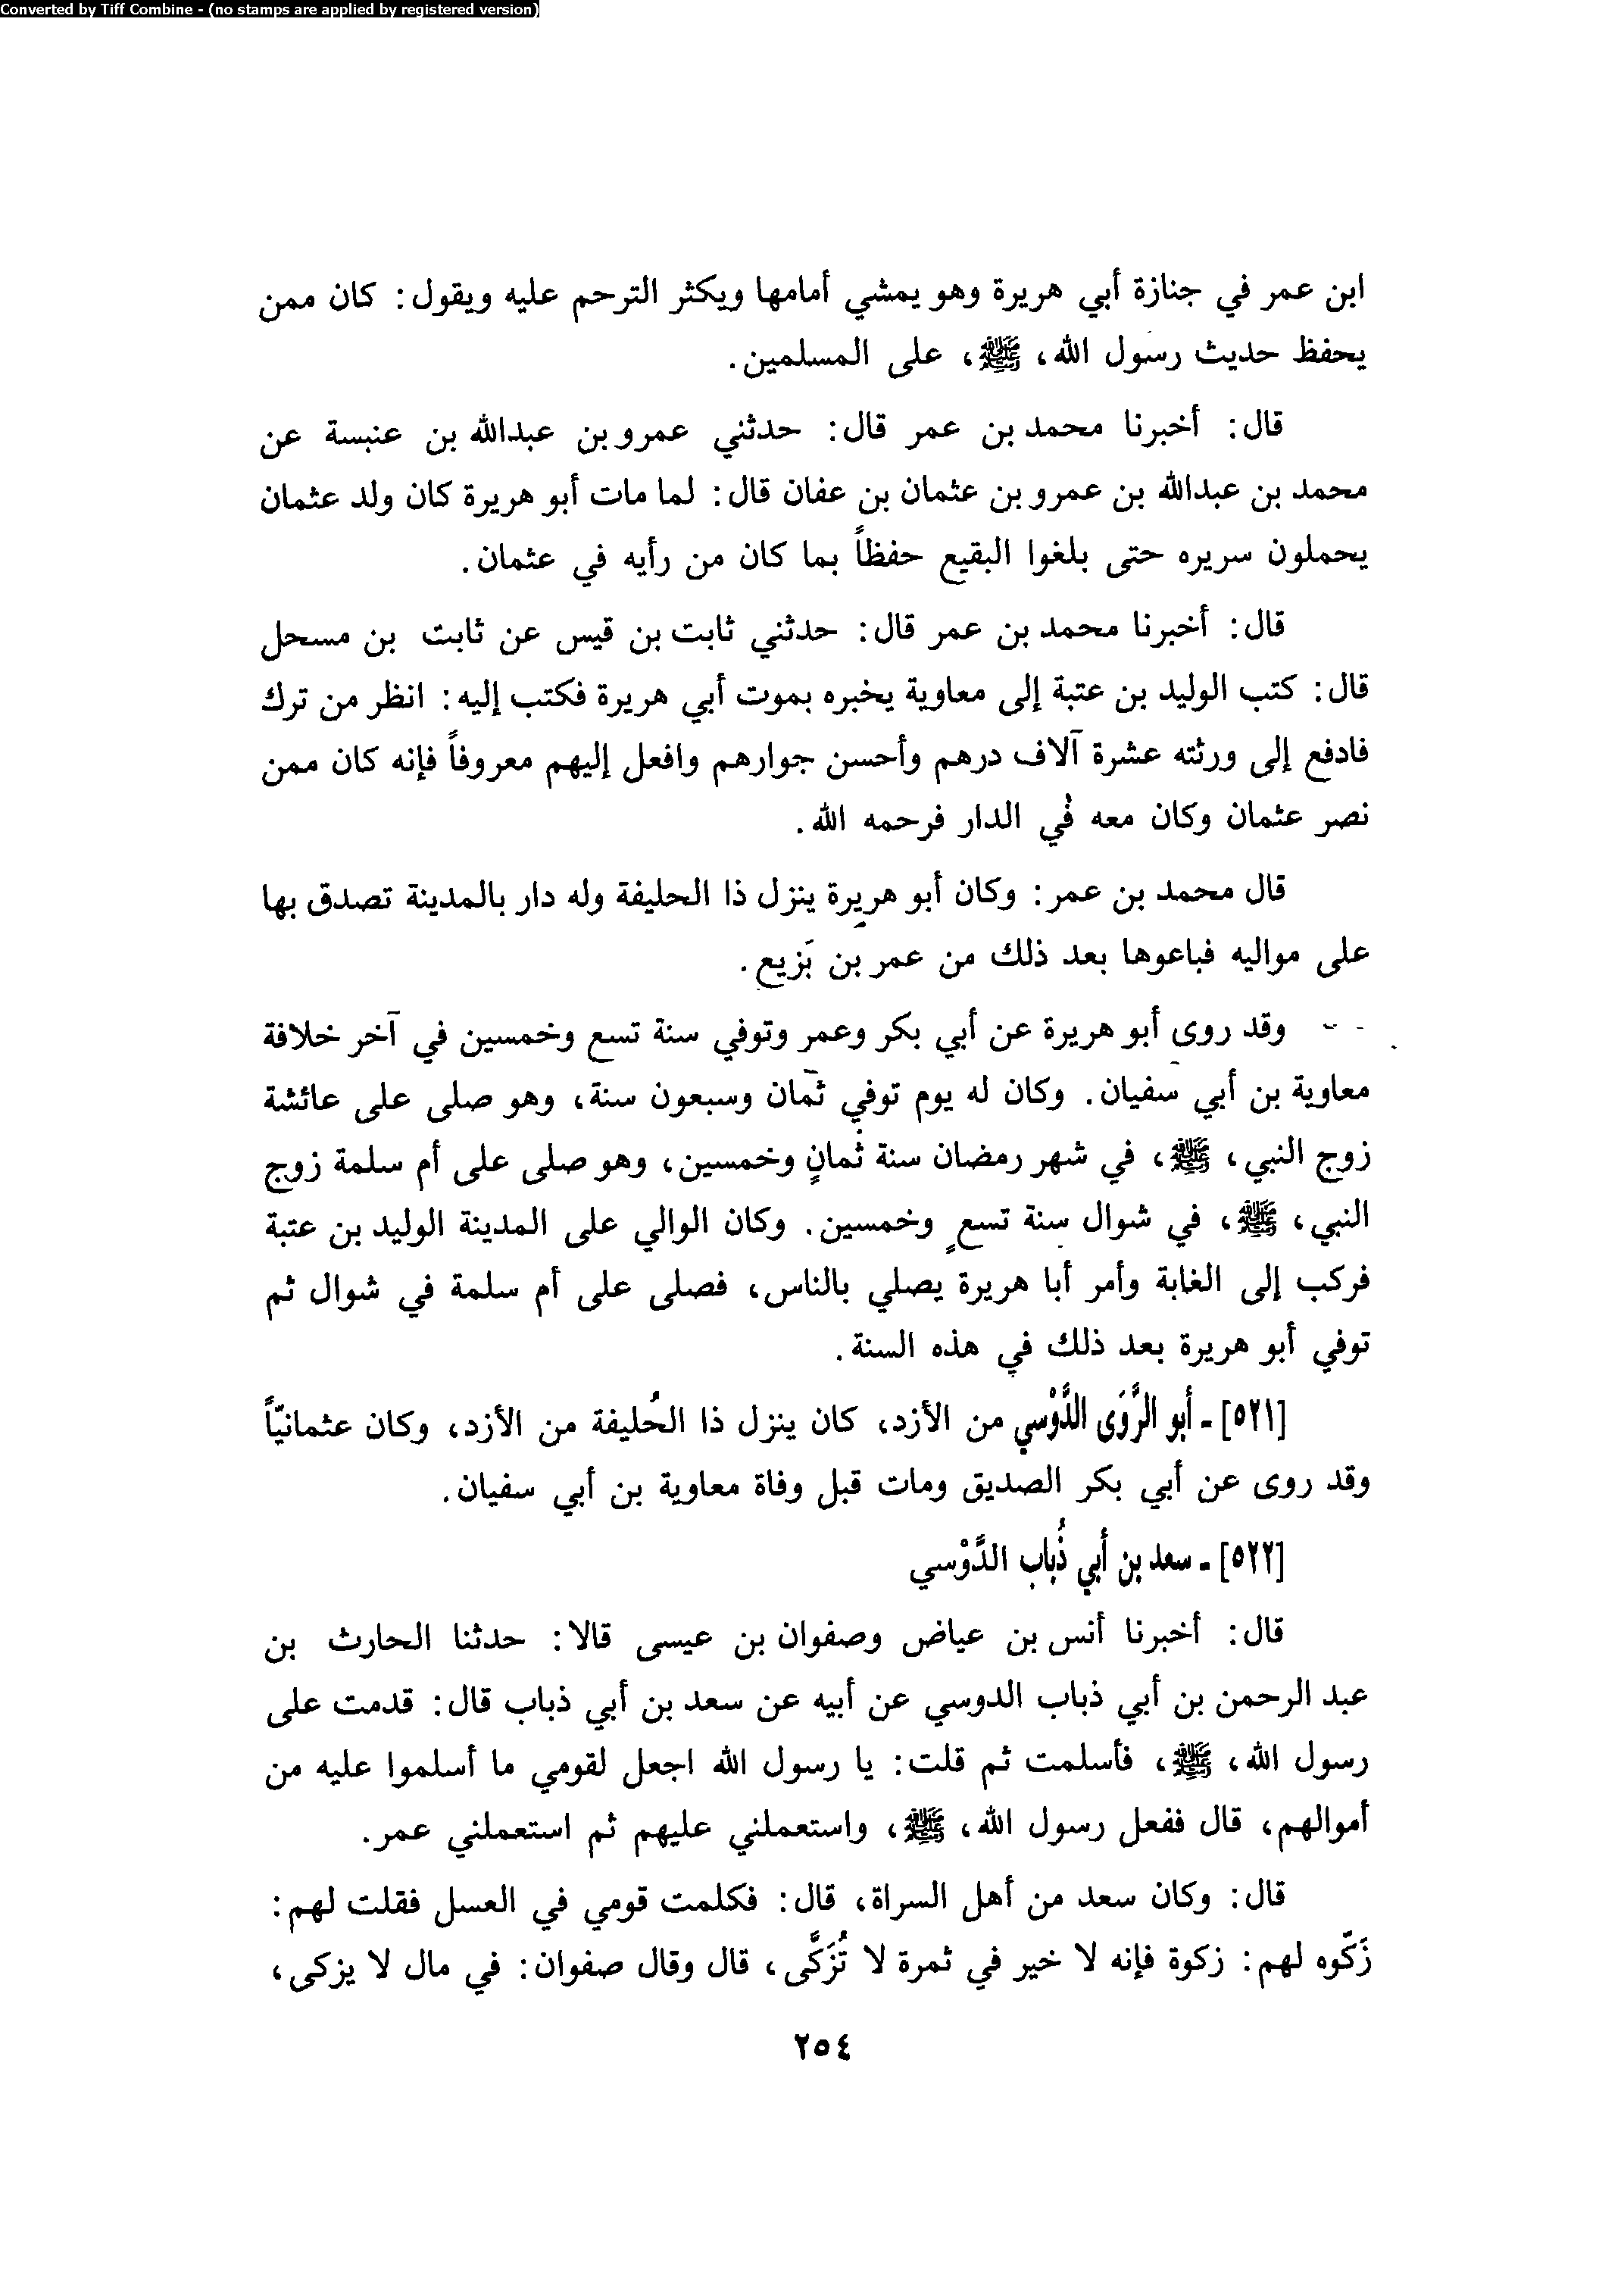 Converted by Tiff Combine - (no stamps are applied by registered version)
ابن عمر في جنازة أبي هريرة وهو يمشي أمامها ويكثر الترحم عليه ويقول: كان ممن
يحفظ حديث رسول الله، ﷺ، على المسلمين.
قال: أخبرنا محمد بن عمر قال: حدثني عمرو بن عبدالله بن عنبسة عن
محمد بن عبدالله بن عمرو بن عثمان بن عفان قال: لما مات أبو هريرة كان ولد عثمان
يحملون سريره حتى بلغوا البقيع حفظاً بما كان من رأيه في عثمان.
قال: أخبرنا محمد بن عمر قال: حدثني ثابت بن قيس عن ثابت بن مسحل
قال: كتب الوليد بن عتبة إلى معاوية يخبره بموت أبي هريرة فكتب إليه: انظر من ترك
فادفع إلى ورثته عشرة آلاف درهم وأحسن جوارهم وافعل إليهم معروفاً فإنه كان ممن
نصر عثمان وكان معه في الدار فرحمه الله.
قال محمد بن عمر: وكان أبو هريرة ينزل ذا الحليفة وله دار بالمدينة تصدق بها
على مواليه فباعوها بعد ذلك من عمر بن بَزيع.
وقد روى أبو هريرة عن أبي بكر وعمر وتوفي سنة تسع وخمسين في آخر خلافة
معاوية بن أبي سفيان. وكان له يوم توفي ثمان وسبعون سنة، وهو صلى على عائشة
زوج النبي، ﷺ، في شهر رمضان سنة ثمانٍ وخمسين، وهو صلى على أم سلمة زوج
النبي، ﷺ، في شوال سنة تسعٍ وخمسين. وكان الوالي على المدينة الوليد بن عتبة
فركب إلى الغابة وأمر أبا هريرة يصلي بالناس، فصلى على أم سلمة في شوال ثم
توفي أبو هريرة بعد ذلك في هذه السنة.
[٥٢١] - أبو الرَّوَى الدَّوْسي من الأزد، كان ينزل ذا الحُليفة من الأزد، وكان عثمانيّاً
وقد روى عن أبي بكر الصديق ومات قبل وفاة معاوية بن أبي سفيان.
[٥٢٢] - سعد بن أبي ذُباب الدَّوْسي
قال: أخبرنا أنس بن عياض وصفوان بن عيسى قالا: حدثنا الحارث بن
عبد الرحمن بن أبي ذباب الدوسي عن أبيه عن سعد بن أبي ذباب قال: قدمت على
رسول الله، ﷺ، فأسلمت ثم قلت: يا رسول الله اجعل لقومي ما أسلموا عليه من
أموالهم، قال ففعل رسول الله، ﷺ، واستعملني عليهم ثم استعملني عمر.
قال: وكان سعد من أهل السراة، قال: فكلمت قومي في العسل فقلت لهم:
زَكّوه لهم: زكوة فإنه لا خير في ثمرة لا تُزَكَّى، قال وقال صفوان: في مال لا يزكى،
٢٥٤